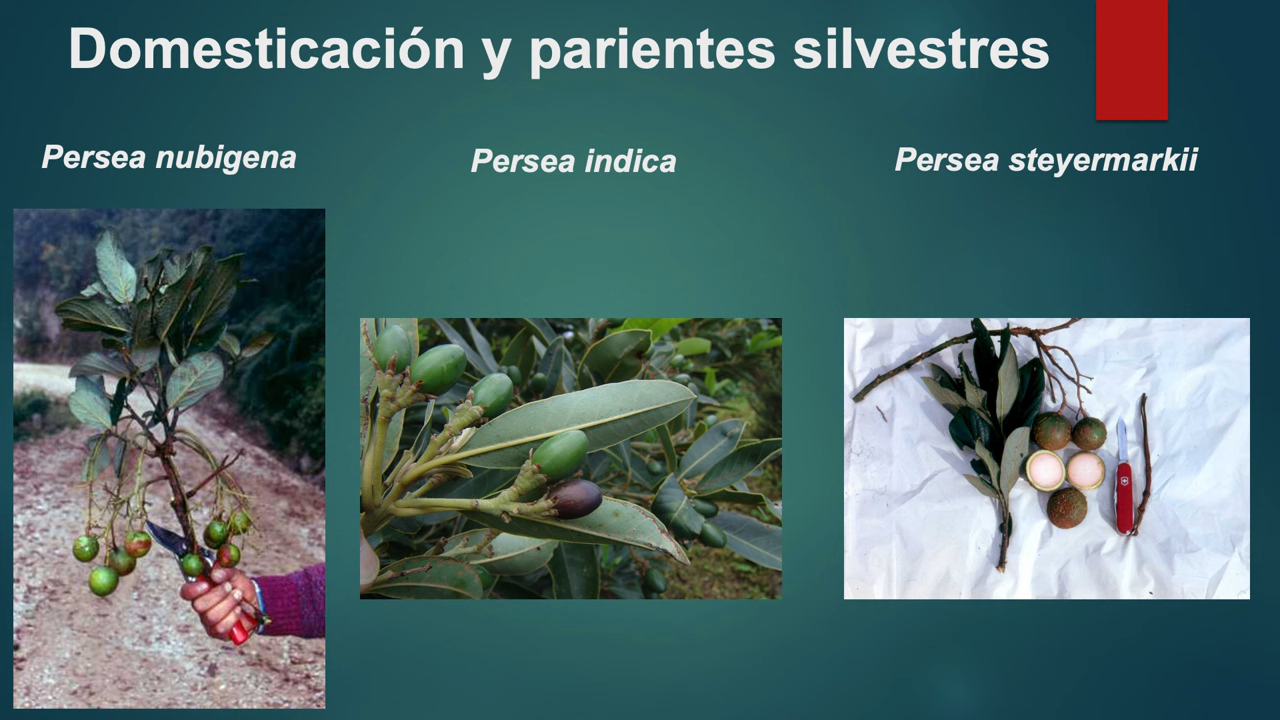 Domesticación y parientes silvestres
Persea nubigena
Persea indica
Persea steyermarkii